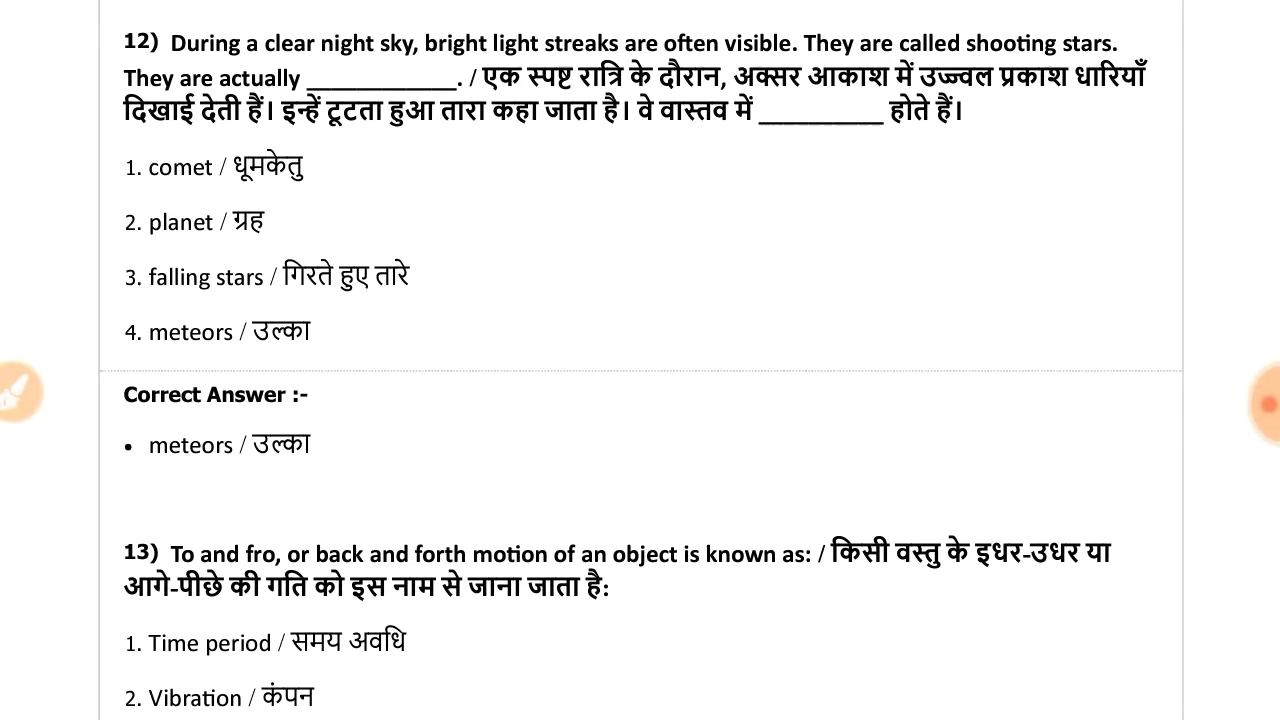 12) During a clear night sky, bright light streaks are often visible. They are called shooting stars.
They are actually ____________. / एक स्पष्ट रात्रि के दौरान, अक्सर आकाश में उज्ज्वल प्रकाश धारियाँ
दिखाई देती हैं। इन्हें टूटता हुआ तारा कहा जाता है। वे वास्तव में __________ होते हैं।
1. comet / धूमकेतु
2. planet / ग्रह
3. falling stars / गिरते हुए तारे
4. meteors / उल्का
Correct Answer :-
• meteors / उल्का
13) To and fro, or back and forth motion of an object is known as: / किसी वस्तु के इधर-उधर या
आगे-पीछे की गति को इस नाम से जाना जाता है:
1. Time period / समय अवधि
2. Vibration / कंपन